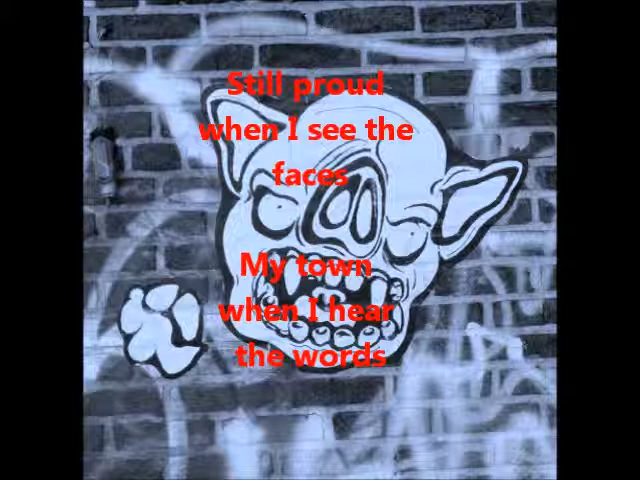 Still proud
when I see the
faces
My town
when I hear
the words